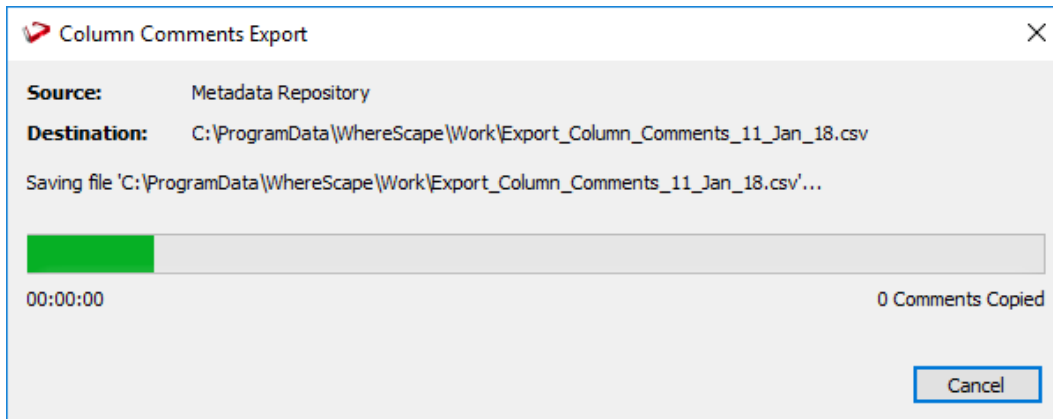 Column Comments Export
Source: Metadata Repository
Destination: C:\ProgramData\WhereScape\Work\Export_Column_Comments_11_Jan_18.csv
Saving file 'C:\ProgramData\WhereScape\Work\Export_Column_Comments_11_Jan_18.csv'...
00:00:00 0 Comments Copied
Cancel